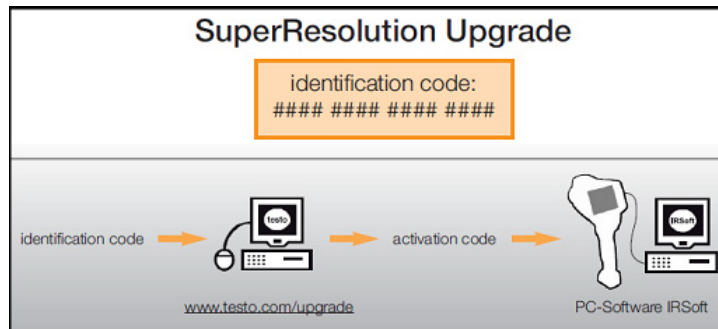 SuperResolution Upgrade
identification code:
#### #### #### ####
identification code
testo
activation code
IRSoft
www.testo.com/upgrade
PC-Software IRSoft